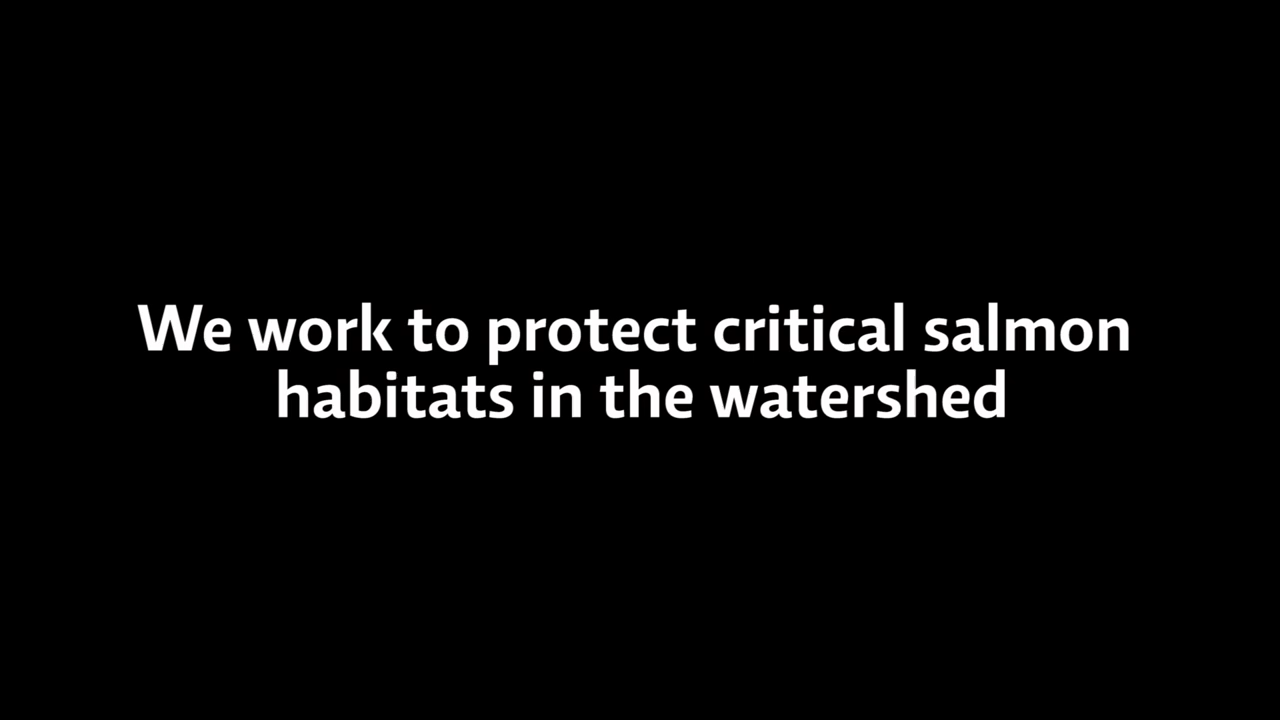 We work to protect critical salmon
habitats in the watershed